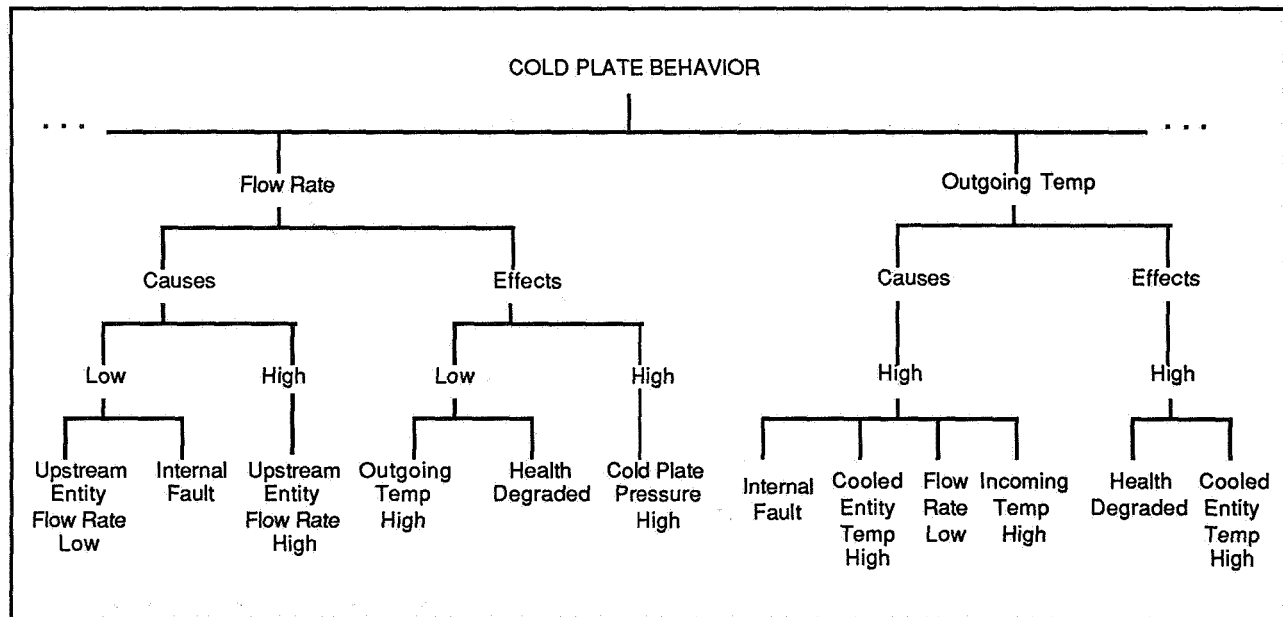 COLD PLATE BEHAVIOR
. . .
. . .
Flow Rate
Outgoing Temp
Causes
Effects
Causes
Effects
Low
High
Low
High
High
High
Upstream
Entity
Flow Rate
Low
Internal
Fault
Upstream
Entity
Flow Rate
High
Outgoing
Temp
High
Health
Degraded
Cold Plate
Pressure
High
Internal
Fault
Cooled
Entity
Temp
High
Flow
Rate
Low
Incoming
Temp
High
Health
Degraded
Cooled
Entity
Temp
High